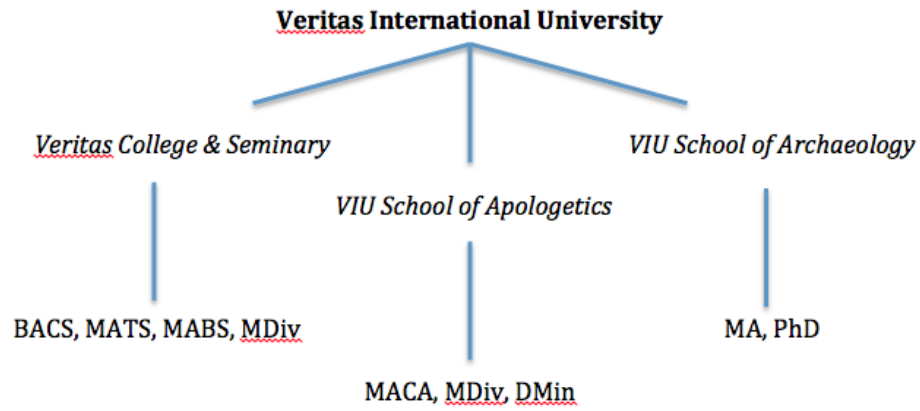 Veritas International University
Veritas College & Seminary
VIU School of Archaeology
VIU School of Apologetics
BACS, MATS, MABS, MDiv
MA, PhD
MACA, MDiv, DMin